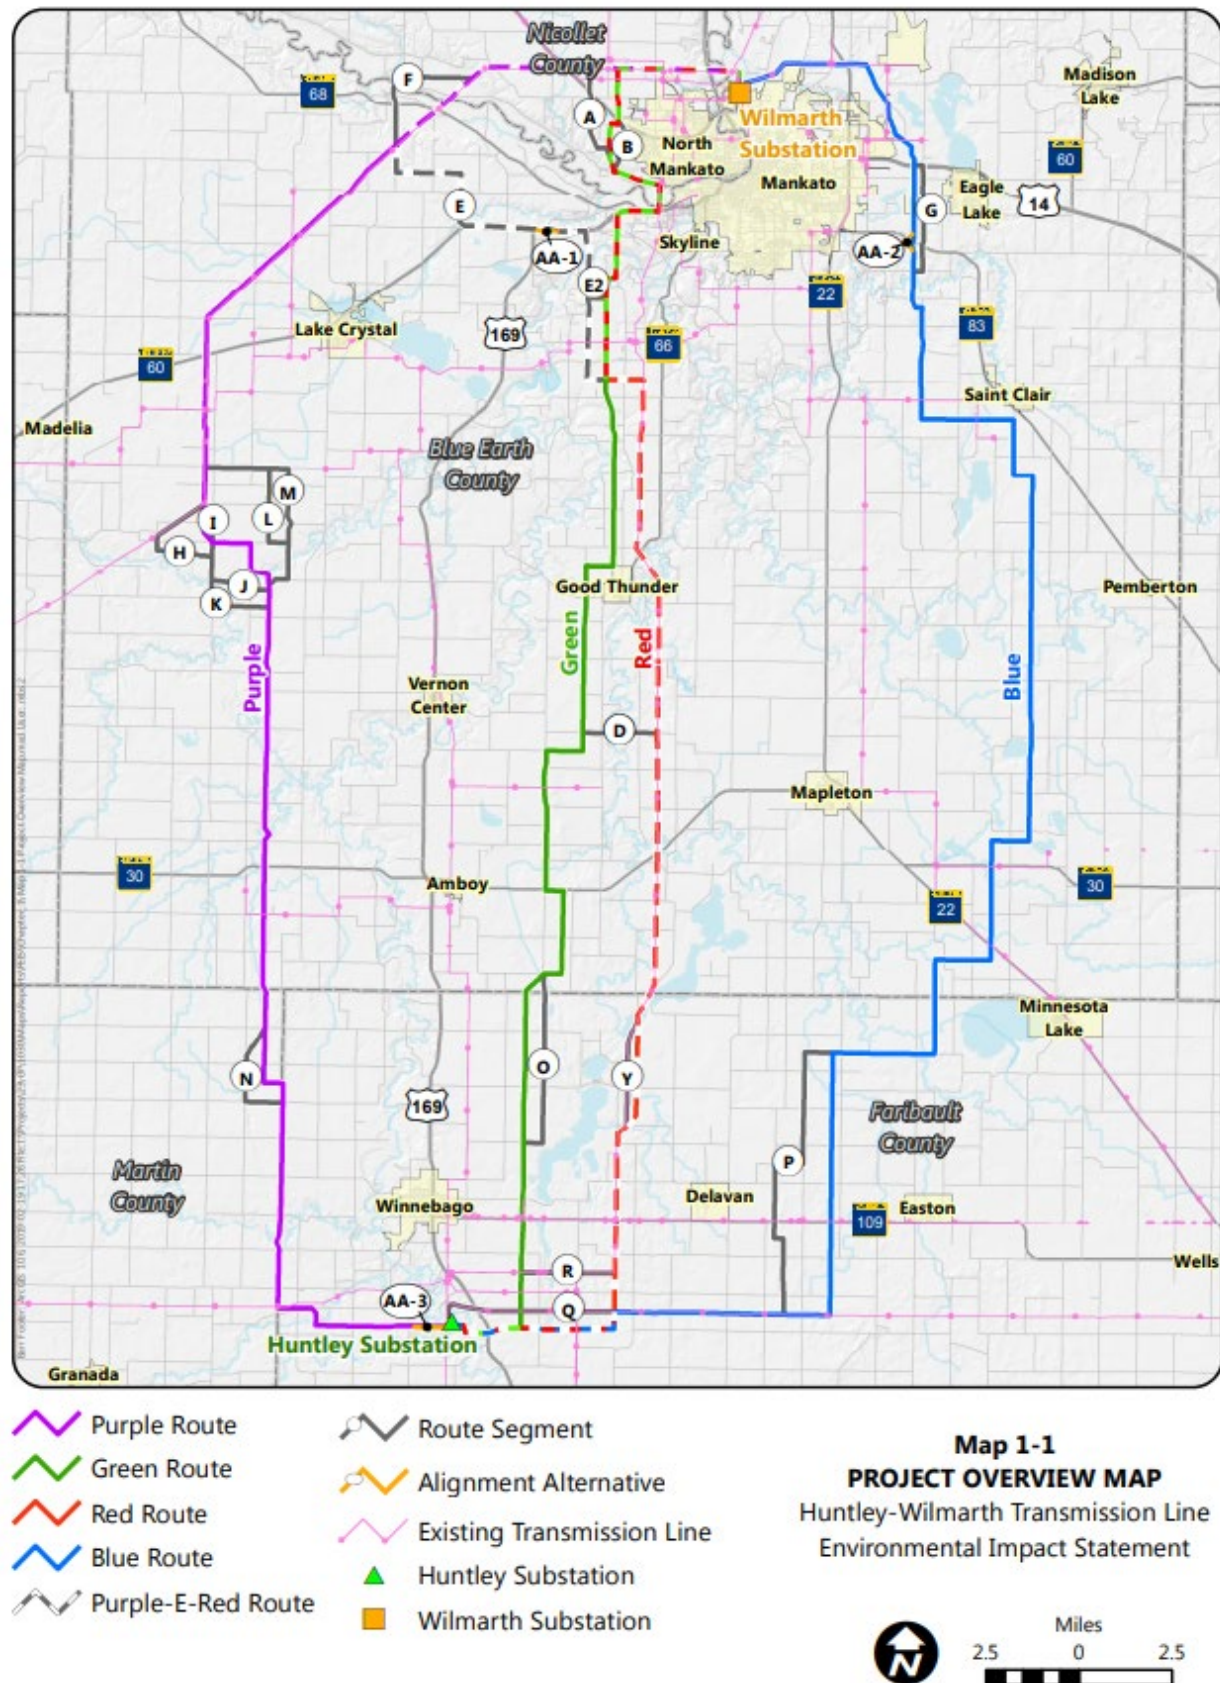 Nicollet
County
F
68
A
B
North
Mankato
Wilmarth
Substation
Mankato
Madison
Lake
60
Eagle
Lake
14
G
E
AA-1
E2
Skyline
AA-2
22
83
Lake Crystal
169
66
60
Saint Clair
Madelia
Blue Earth
County
M
I
L
H
J
K
Good Thunder
Pemberton
Purple
Green
Red
Blue
Vernon
Center
D
Mapleton
30
Amboy
22
30
Minnesota
Lake
N
O
Y
169
Faribault
County
Martin
County
P
Winnebago
Delavan
109
Easton
Wells
R
AA-3
Q
Huntley Substation
Granada
Purple Route
Green Route
Red Route
Blue Route
Purple-E-Red Route
Route Segment
Alignment Alternative
Existing Transmission Line
Huntley Substation
Wilmarth Substation
Map 1-1
PROJECT OVERVIEW MAP
Huntley-Wilmarth Transmission Line
Environmental Impact Statement
N
Miles
2.5 0 2.5